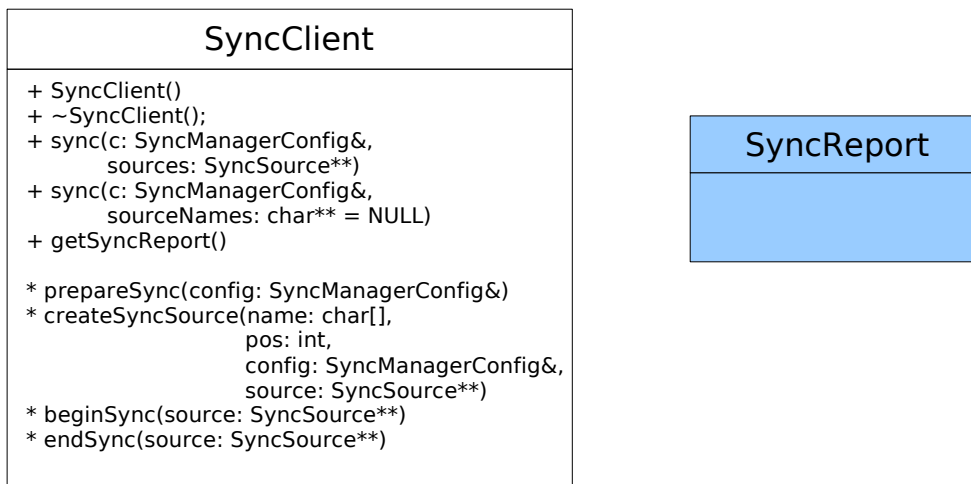 SyncClient
+ SyncClient()
+ ~SyncClient();
+ sync(c: SyncManagerConfig&,
sources: SyncSource**)
+ sync(c: SyncManagerConfig&,
sourceNames: char** = NULL)
+ getSyncReport()
* prepareSync(config: SyncManagerConfig&)
* createSyncSource(name: char[],
pos: int,
config: SyncManagerConfig&,
source: SyncSource**)
* beginSync(source: SyncSource**)
* endSync(source: SyncSource**)
SyncReport